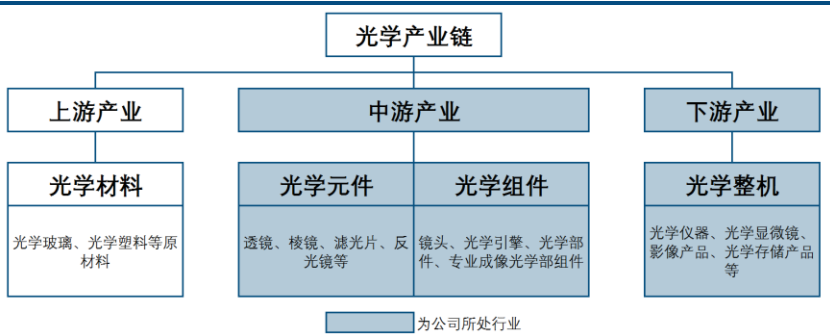 光学产业链
上游产业
中游产业
下游产业
光学材料
光学元件
光学组件
光学整机
光学玻璃、光学塑料等原
材料
透镜、棱镜、滤光片、反
光镜等
镜头、光学引擎、光学部
件、专业成像光学部组件
光学仪器、光学显微镜、
影像产品、光学存储产品
等
为公司所处行业